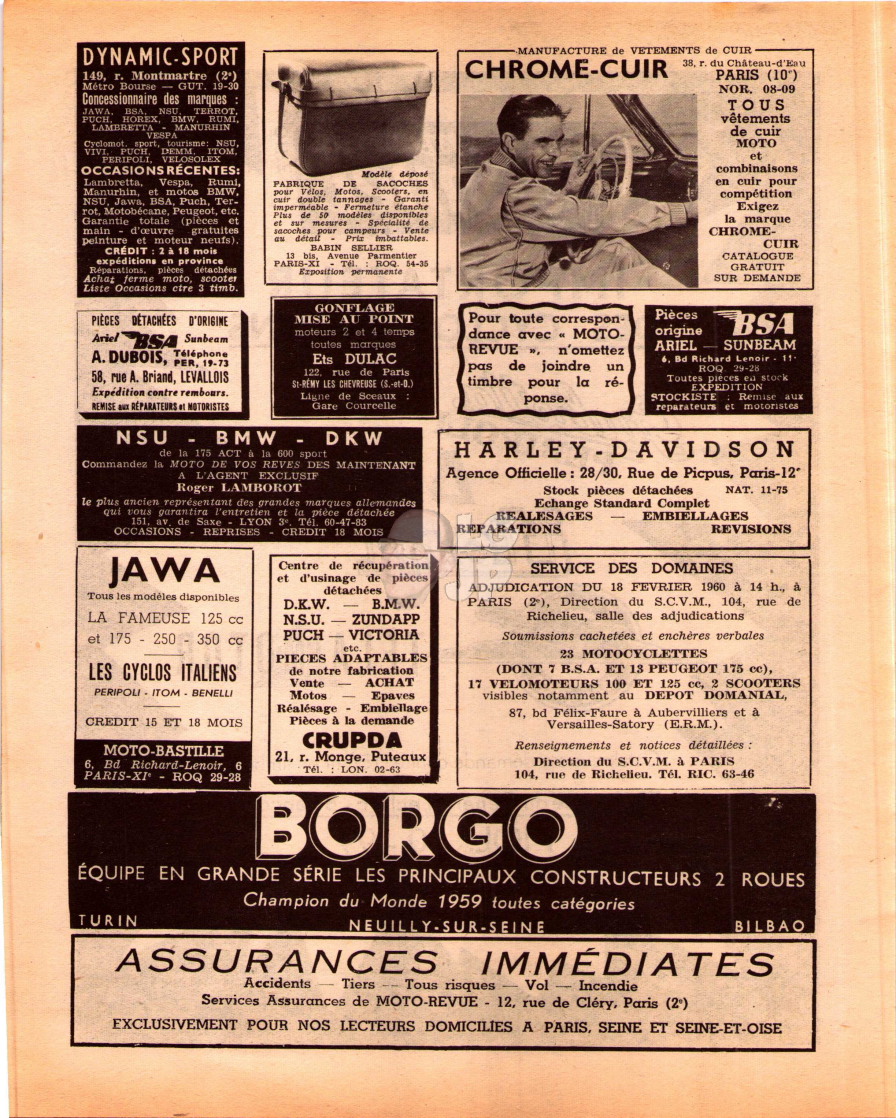 DYNAMIC-SPORT
149, r. Montmartre (2e)
Métro Bourse — GUT. 19-30
Concessionnaire des marques :
JAWA, BSA, NSU, TERROT,
PUCH, HOREX, BMW, RUMI,
LAMBRETTA - MANURHIN
VESPA
Cyclomot. sport, tourisme: NSU,
VIVI, PUCH, DEMM, ITOM,
PERIPOLI, VELOSOLEX
OCCASIONS RÉCENTES:
Lambretta, Vespa, Rumi,
Manurhin, et motos BMW,
NSU, Jawa, BSA, Puch, Ter-
rot, Motobécane, Peugeot, etc.
Garantie totale (pièces et
main - d'œuvre gratuites
peinture et moteur neufs).
CRÉDIT : 2 à 18 mois
expéditions en province
Réparations, pièces détachées
Achat ferme moto, scooter
Liste Occasions ctre 3 timb.
Modèle déposé
FABRIQUE DE SACOCHES
pour Vélos, Motos, Scooters, en
cuir double tannages - Garanti
imperméable - Fermeture étanche
Plus de 50 modèles disponibles
et sur mesures - Spécialité de
sacoches pour campeurs - Vente
au détail - Prix imbattables.
BABIN SELLIER
13 bis, Avenue Parmentier
PARIS-XI - Tél. : ROQ. 54-35
Exposition permanente
MANUFACTURE de VETEMENTS de CUIR
CHROME-CUIR
38, r. du Château-d'Eau
PARIS (10e)
NOR. 08-09
TOUS
vêtements
de cuir
MOTO
et
combinaisons
en cuir pour
compétition
Exigez
la marque
CHROME-
CUIR
CATALOGUE
GRATUIT
SUR DEMANDE
PIÈCES DÉTACHÉES D'ORIGINE
Ariel BSA Sunbeam
A. DUBOIS, Téléphone
PER, 19-73
58, rue A. Briand, LEVALLOIS
Expédition contre rembours.
REMISE aux RÉPARATEURS et MOTORISTES
GONFLAGE
MISE AU POINT
moteurs 2 et 4 temps
toutes marques
Ets DULAC
122, rue de Paris
St-RÉMY LES CHEVREUSE (S.-et-O.)
Ligne de Sceaux :
Gare Courcelle
Pour toute correspon-
dance avec « MOTO-
REVUE », n'omettez
pas de joindre un
timbre pour la ré-
ponse.
Pièces
origine BSA
ARIEL — SUNBEAM
6, Bd Richard Lenoir - 11e
ROQ 29-28
Toutes pièces en stock
EXPEDITION
STOCKISTE : Remise aux
reparateurs et motoristes
NSU - BMW - DKW
de la 175 ACT à la 600 sport
Commandez la MOTO DE VOS REVES DES MAINTENANT
A L'AGENT EXCLUSIF
Roger LAMBOROT
le plus ancien représentant des grandes marques allemandes
qui vous garantira l'entretien et la pièce détachée
151, av. de Saxe - LYON 3e. Tél. 60-47-83
OCCASIONS - REPRISES - CREDIT 18 MOIS
HARLEY-DAVIDSON
Agence Officielle : 28/30, Rue de Picpus, Paris-12e
Stock pièces détachées NAT. 11-75
Echange Standard Complet
REALESAGES — EMBIELLAGES
REPARATIONS REVISIONS
JAWA
Tous les modèles disponibles
LA FAMEUSE 125 cc
et 175 - 250 - 350 cc
LES CYCLOS ITALIENS
PERIPOLI - ITOM - BENELLI
CREDIT 15 ET 18 MOIS
MOTO-BASTILLE
6, Bd Richard-Lenoir, 6
PARIS-XIe - ROQ 29-28
Centre de récupération
et d'usinage de pièces
détachées
D.K.W. — B.M.W.
N.S.U. — ZUNDAPP
PUCH — VICTORIA
etc.
PIECES ADAPTABLES
de notre fabrication
Vente — ACHAT
Motos — Epaves
Réalésage - Embiellage
Pièces à la demande
CRUPDA
21, r. Monge, Puteaux
Tél. : LON. 02-63
SERVICE DES DOMAINES
ADJUDICATION DU 18 FEVRIER 1960 à 14 h., à
PARIS (2e), Direction du S.C.V.M., 104, rue de
Richelieu, salle des adjudications
Soumissions cachetées et enchères verbales
23 MOTOCYCLETTES
(DONT 7 B.S.A. ET 13 PEUGEOT 175 cc),
17 VELOMOTEURS 100 ET 125 cc, 2 SCOOTERS
visibles notamment au DEPOT DOMANIAL,
87, bd Félix-Faure à Aubervilliers et à
Versailles-Satory (E.R.M.).
Renseignements et notices détaillées :
Direction du S.C.V.M. à PARIS
104, rue de Richelieu. Tél. RIC. 63-46
BORGO
ÉQUIPE EN GRANDE SÉRIE LES PRINCIPAUX CONSTRUCTEURS 2 ROUES
Champion du Monde 1959 toutes catégories
TURIN NEUILLY-SUR-SEINE BILBAO
ASSURANCES IMMÉDIATES
Accidents — Tiers — Tous risques — Vol — Incendie
Services Assurances de MOTO-REVUE - 12, rue de Cléry, Paris (2e)
EXCLUSIVEMENT POUR NOS LECTEURS DOMICILIES A PARIS, SEINE ET SEINE-ET-OISE